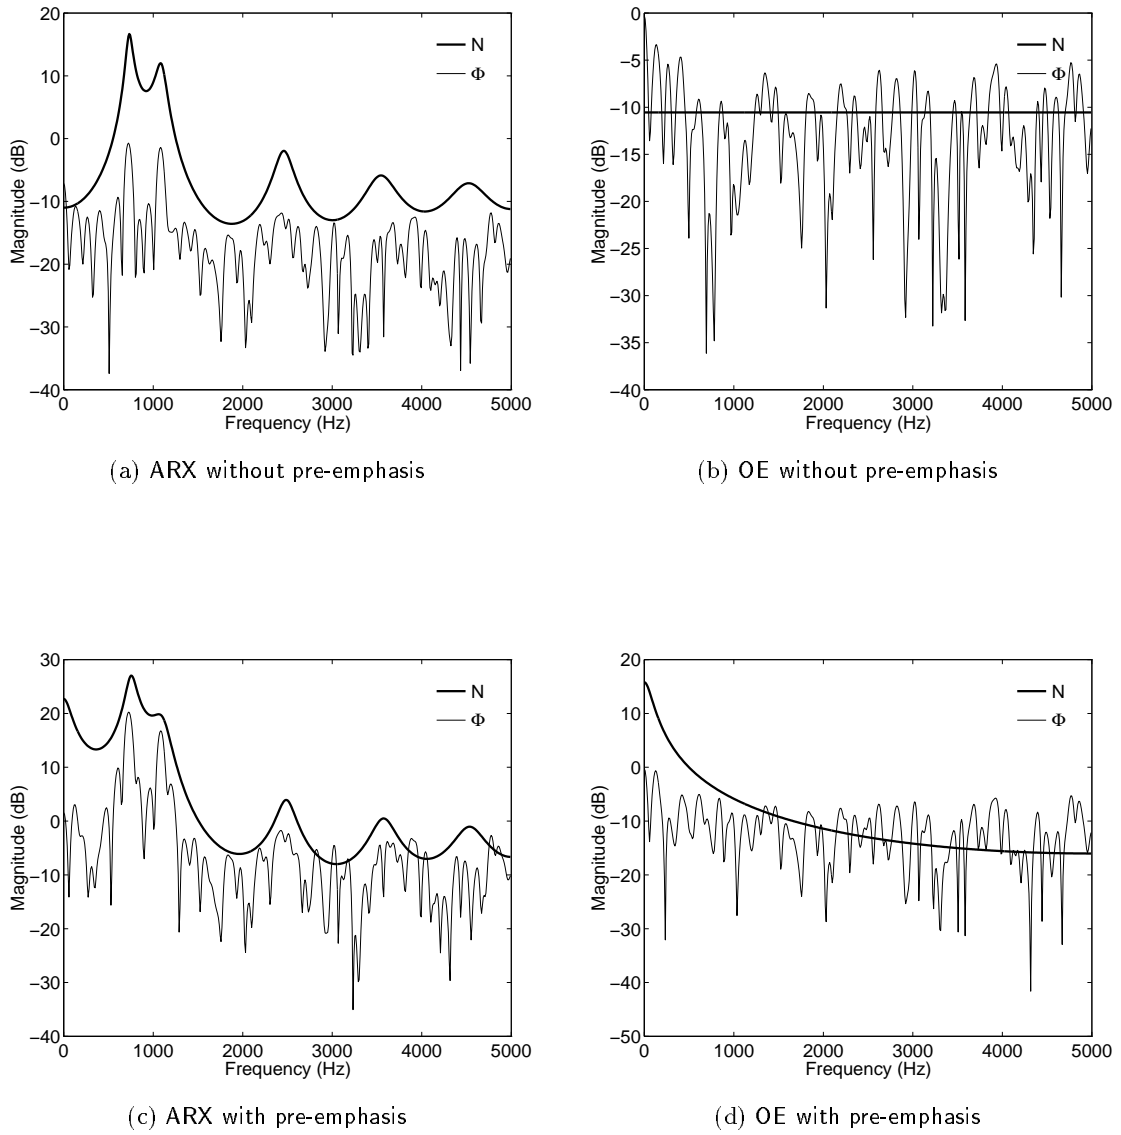 20
10
0
−10
−20
−30
−40
0 1000 2000 3000 4000 5000
Magnitude (dB)
Frequency (Hz)
N
Φ
(a) ARX without pre-emphasis
0
−5
−10
−15
−20
−25
−30
−35
−40
0 1000 2000 3000 4000 5000
Magnitude (dB)
Frequency (Hz)
N
Φ
(b) OE without pre-emphasis
30
20
10
0
−10
−20
−30
−40
0 1000 2000 3000 4000 5000
Magnitude (dB)
Frequency (Hz)
N
Φ
(c) ARX with pre-emphasis
20
10
0
−10
−20
−30
−40
−50
0 1000 2000 3000 4000 5000
Magnitude (dB)
Frequency (Hz)
N
Φ
(d) OE with pre-emphasis